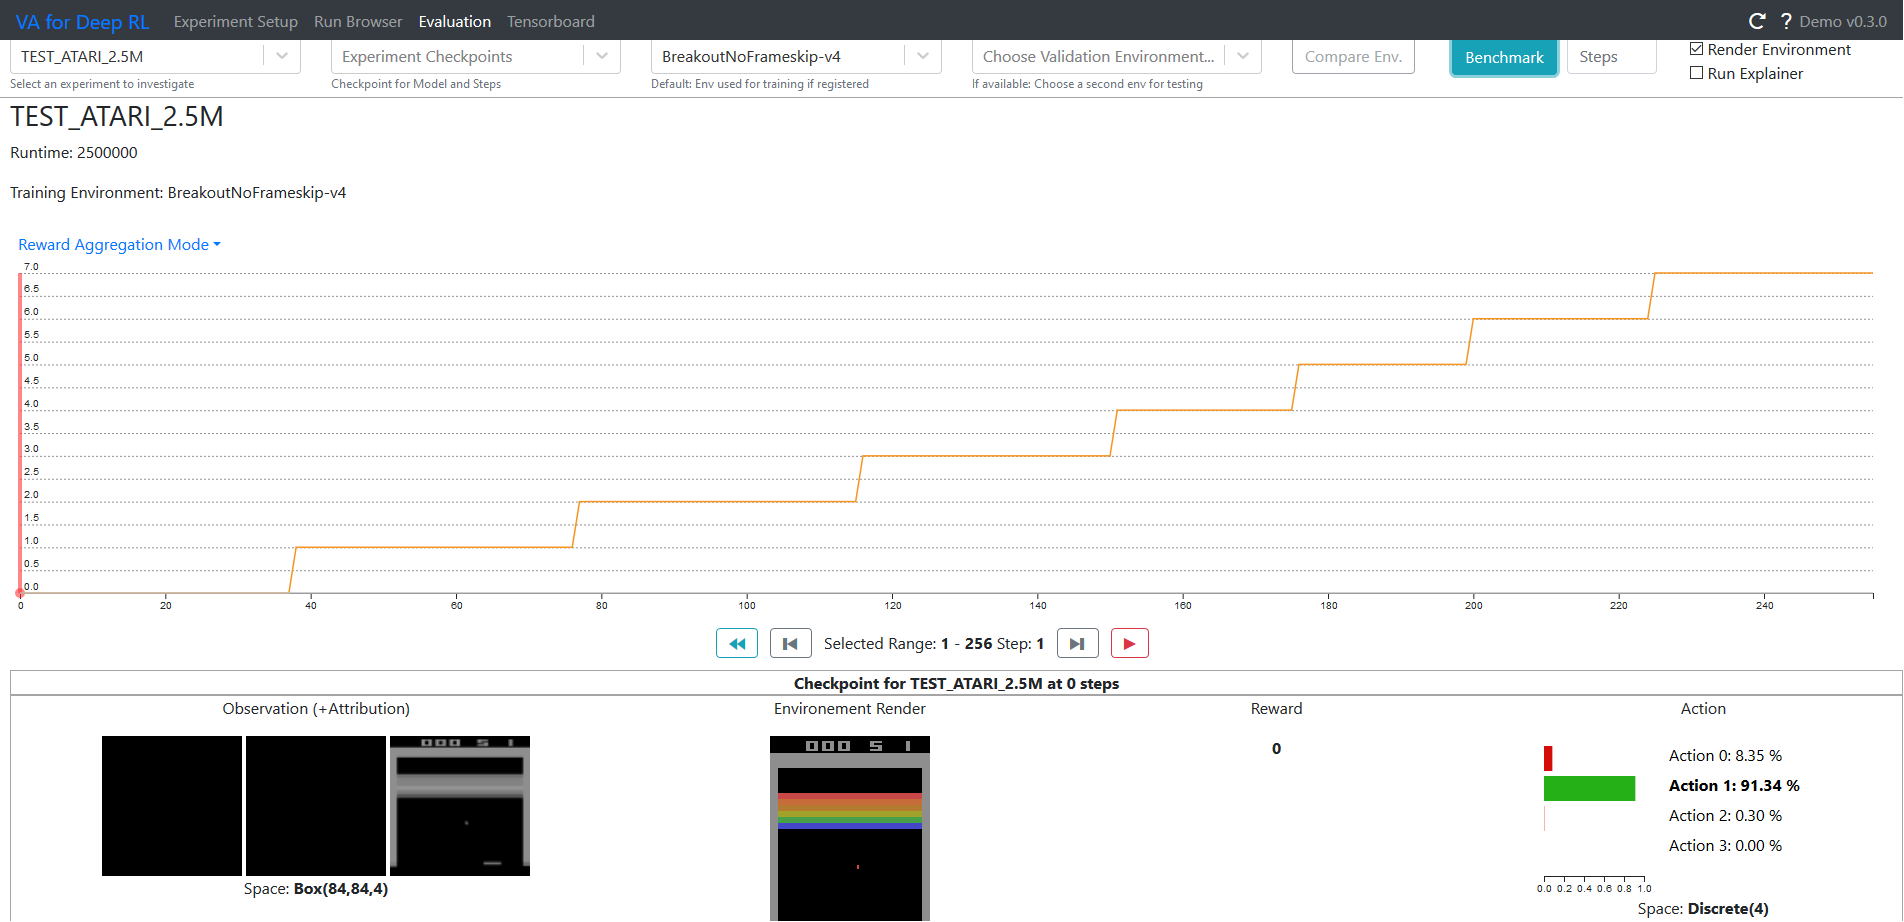 VA for Deep RL Experiment Setup Run Browser Evaluation Tensorboard ? Demo v0.3.0
TEST_ATARI_2.5M Experiment Checkpoints BreakoutNoFrameskip-v4 Choose Validation Environment... Compare Env. Benchmark Steps Render Environment
Run Explainer
Select an experiment to investigate Checkpoint for Model and Steps Default: Env used for training if registered If available: Choose a second env for testing
TEST_ATARI_2.5M
Runtime: 2500000
Training Environment: BreakoutNoFrameskip-v4
Reward Aggregation Mode
7.0
6.5
6.0
5.5
5.0
4.5
4.0
3.5
3.0
2.5
2.0
1.5
1.0
0.5
0.0
0 20 40 60 80 100 120 140 160 180 200 220 240
Selected Range: 1 - 256 Step: 1
Checkpoint for TEST_ATARI_2.5M at 0 steps
Observation (+Attribution) Environement Render Reward Action
000 5 1 000 5 1
0
Action 0: 8.35 %
Action 1: 91.34 %
Action 2: 0.30 %
Action 3: 0.00 %
0.0 0.2 0.4 0.6 0.8 1.0
Space: Box(84,84,4)
Space: Discrete(4)